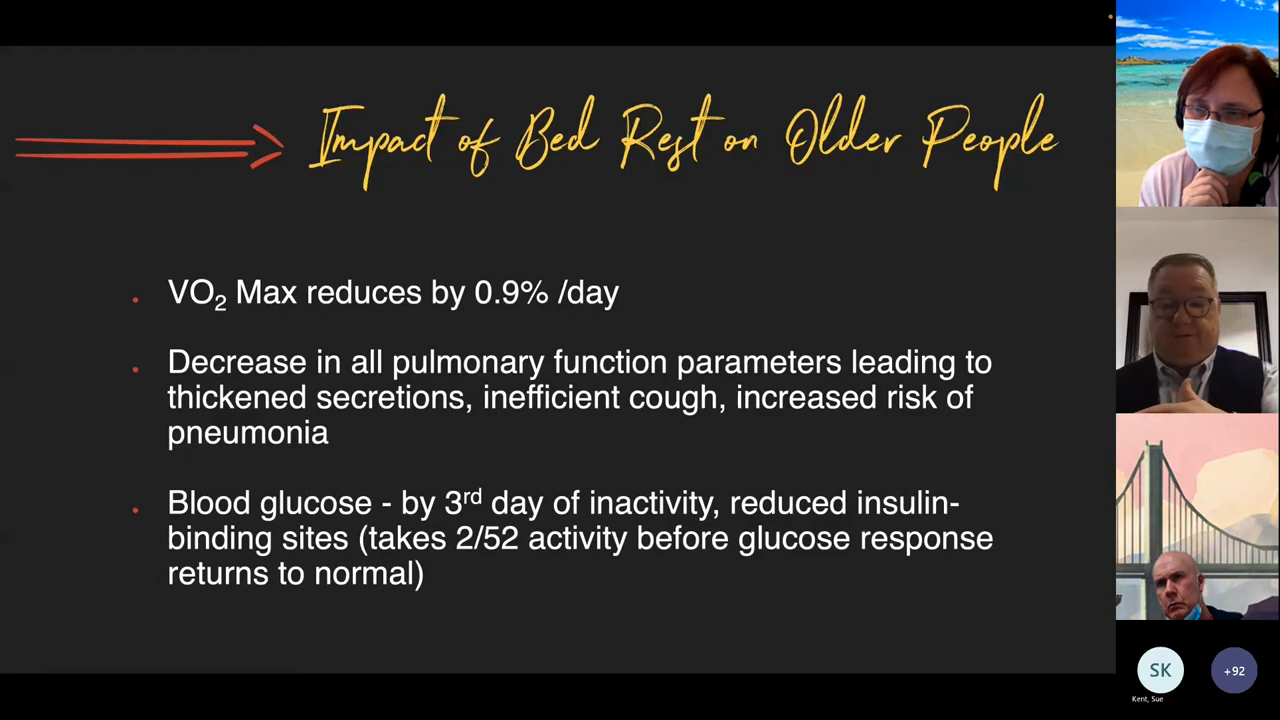 Impact of Bed Rest on Older People
VO₂ Max reduces by 0.9% /day
Decrease in all pulmonary function parameters leading to
thickened secretions, inefficient cough, increased risk of
pneumonia
Blood glucose - by 3rd day of inactivity, reduced insulin-
binding sites (takes 2/52 activity before glucose response
returns to normal)
SK
+92
Kent, Sue